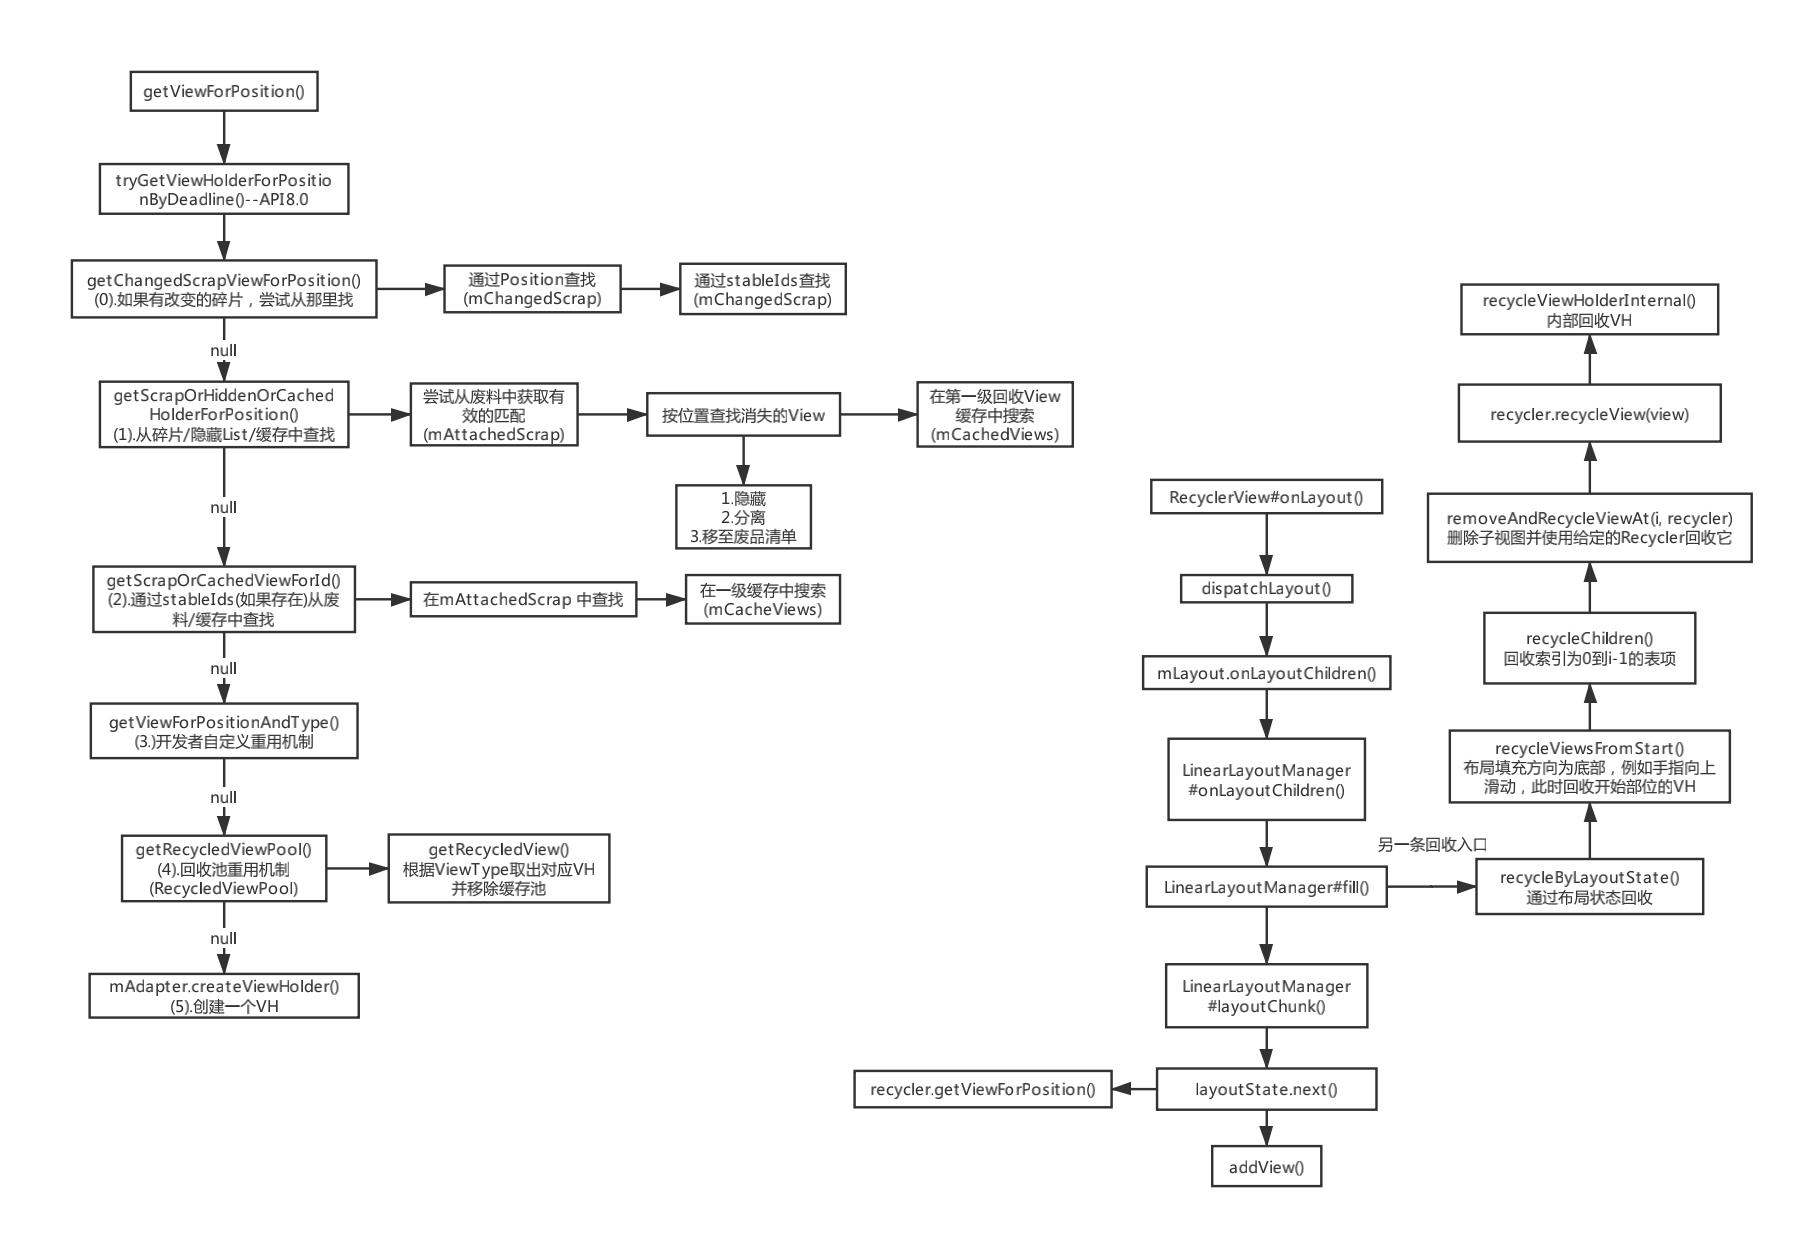 getViewForPosition()
tryGetViewHolderForPositio
nByDeadline()--API8.0
getChangedScrapViewForPosition()
(0).如果有改变的碎片，尝试从那里找
通过Position查找
(mChangedScrap)
通过stableIds查找
(mChangedScrap)
null
getScrapOrHiddenOrCached
HolderForPosition()
(1).从碎片/隐藏List/缓存中查找
尝试从废料中获取有
效的匹配
(mAttachedScrap)
按位置查找消失的View
在第一级回收View
缓存中搜索
(mCachedViews)
1.隐藏
2.分离
3.移至废品清单
null
getScrapOrCachedViewForId()
(2).通过stableIds(如果存在)从废
料/缓存中查找
在mAttachedScrap 中查找
在一级缓存中搜索
(mCacheViews)
null
getViewForPositionAndType()
(3.)开发者自定义重用机制
null
getRecycledViewPool()
(4).回收池重用机制
(RecycledViewPool)
getRecycledView()
根据ViewType取出对应VH
并移除缓存池
null
mAdapter.createViewHolder()
(5).创建一个VH
RecyclerView#onLayout()
dispatchLayout()
mLayout.onLayoutChildren()
LinearLayoutManager
#onLayoutChildren()
LinearLayoutManager#fill()
LinearLayoutManager
#layoutChunk()
layoutState.next()
recycler.getViewForPosition()
addView()
另一条回收入口
recycleViewHolderInternal()
内部回收VH
recycler.recycleView(view)
removeAndRecycleViewAt(i, recycler)
删除子视图并使用给定的Recycler回收它
recycleChildren()
回收索引为0到i-1的表项
recycleViewsFromStart()
布局填充方向为底部，例如手指向上
滑动，此时回收开始部位的VH
recycleByLayoutState()
通过布局状态回收